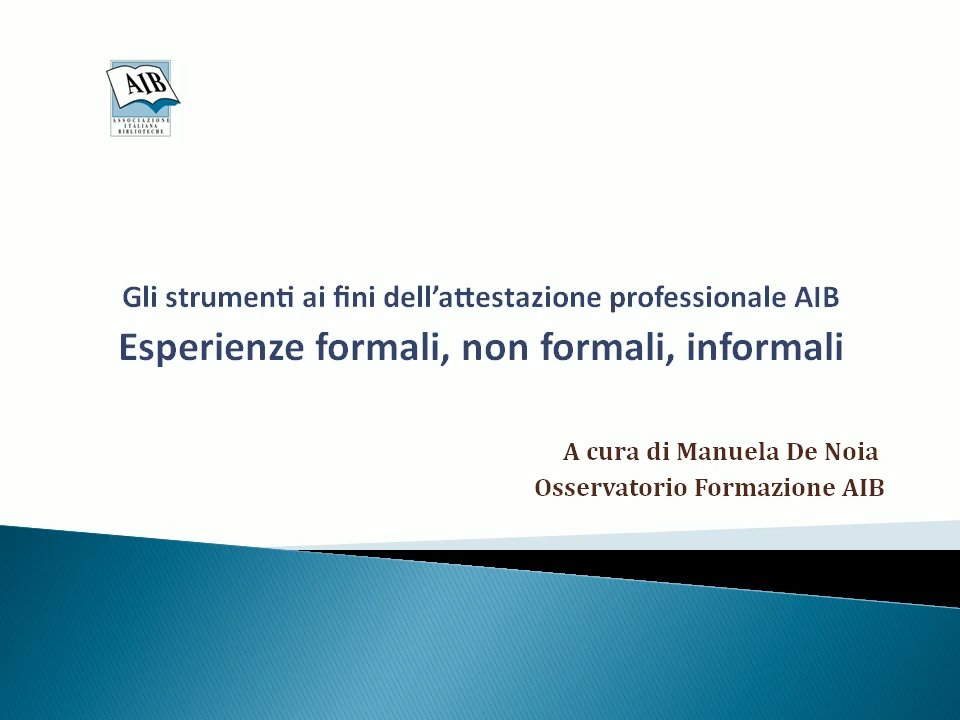 AIB
ASSOCIAZIONE
ITALIANA
BIBLIOTECHE
Gli strumenti ai fini dell’attestazione professionale AIB
Esperienze formali, non formali, informali
A cura di Manuela De Noia
Osservatorio Formazione AIB